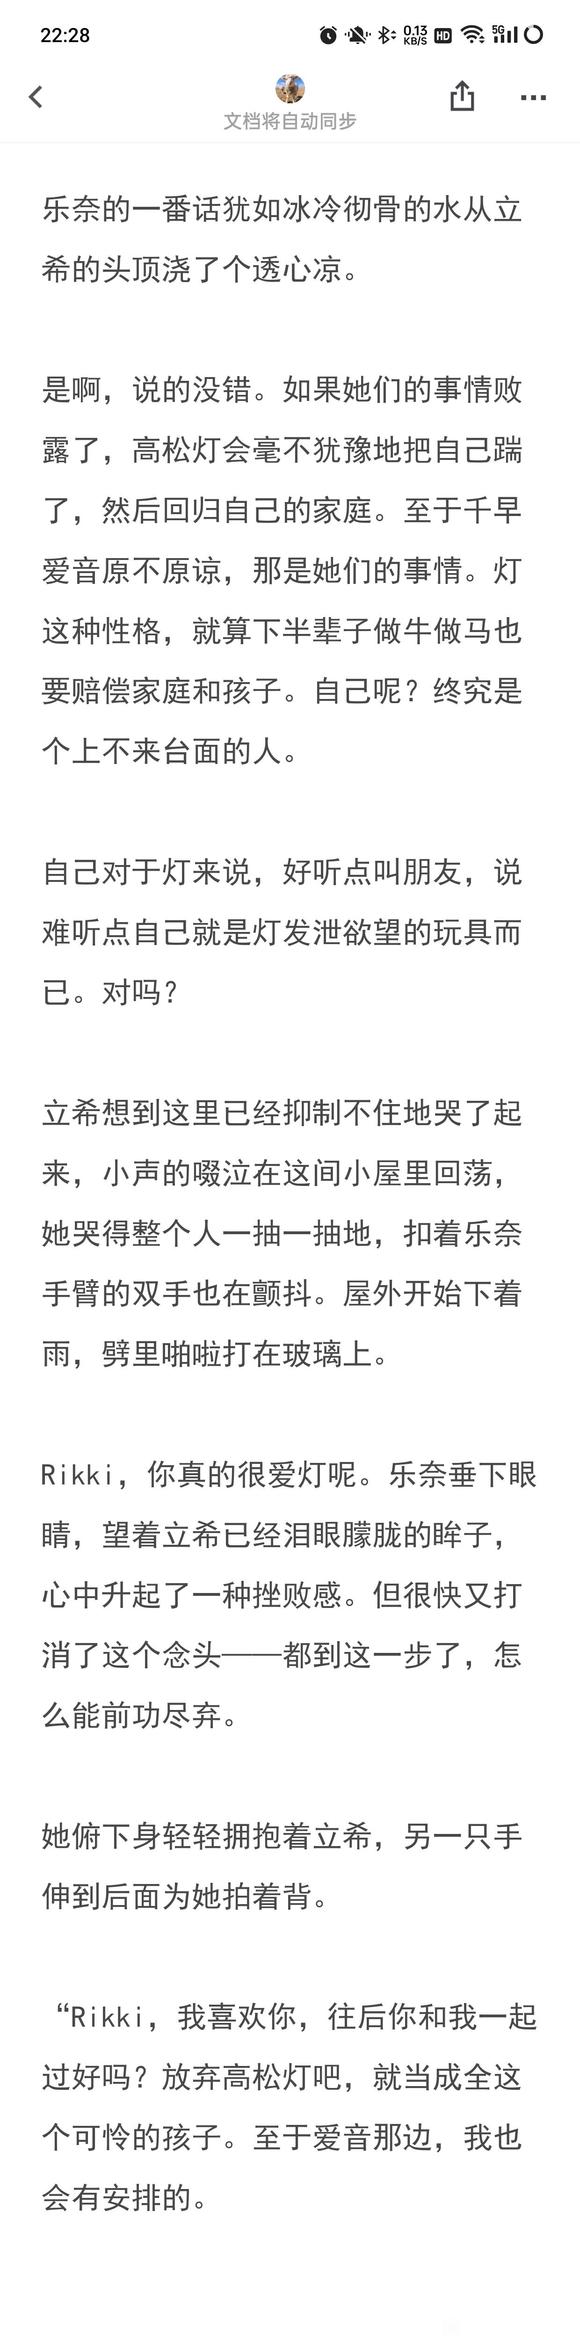 22:28
0.13
KB/S
HD
5G
文档将自动同步
乐奈的一番话犹如冰冷彻骨的水从立
希的头顶浇了个透心凉。
是啊，说的没错。如果她们的事情败
露了，高松灯会毫不犹豫地把自己踹
了，然后回归自己的家庭。至于千早
爱音原不原谅，那是她们的事情。灯
这种性格，就算下半辈子做牛做马也
要赔偿家庭和孩子。自己呢？终究是
个上不来台面的人。
自己对于灯来说，好听点叫朋友，说
难听点自己就是灯发泄欲望的玩具而
已。对吗？
立希想到这里已经抑制不住地哭了起
来，小声的啜泣在这间小屋里回荡，
她哭得整个人一抽一抽地，扣着乐奈
手臂的双手也在颤抖。屋外开始下着
雨，劈里啪啦打在玻璃上。
Rikki，你真的很爱灯呢。乐奈垂下眼
睛，望着立希已经泪眼朦胧的眸子，
心中升起了一种挫败感。但很快又打
消了这个念头——都到这一步了，怎
么能前功尽弃。
她俯下身轻轻拥抱着立希，另一只手
伸到后面为她拍着背。
“Rikki，我喜欢你，往后你和我一起
过好吗？放弃高松灯吧，就当成全这
个可怜的孩子。至于爱音那边，我也
会有安排的。